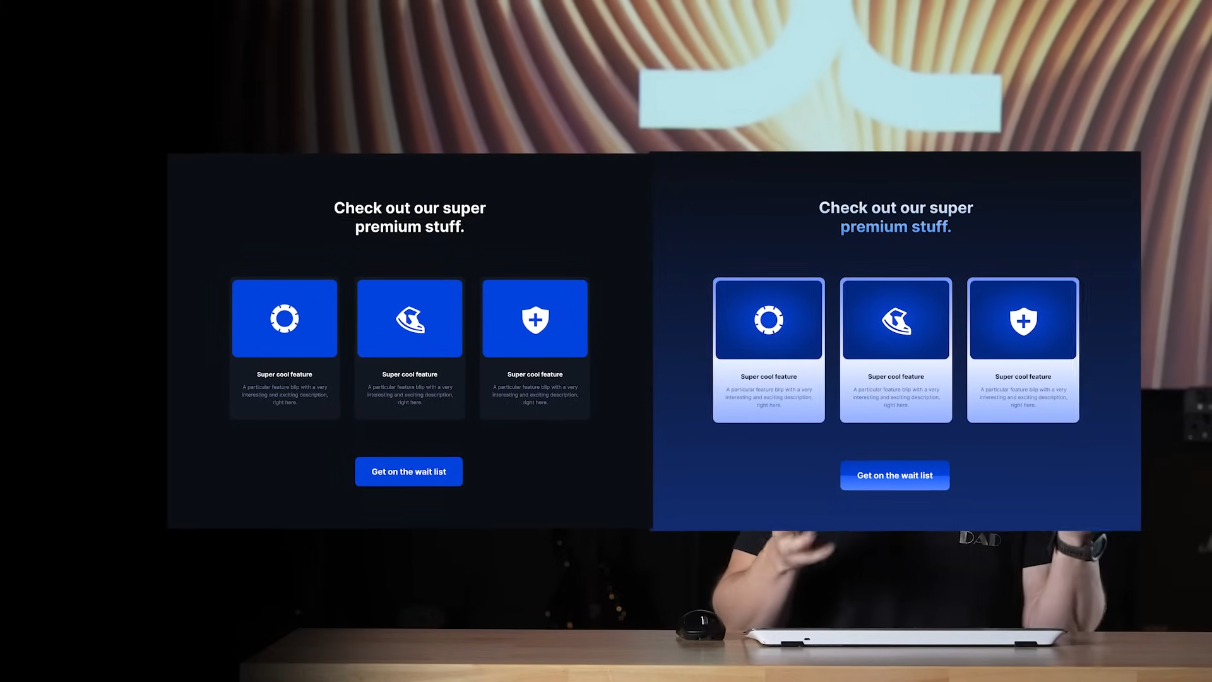 Check out our super
premium stuff.
Super cool feature
A particular feature blip with a very
interesting and exciting description,
right here.
Super cool feature
A particular feature blip with a very
interesting and exciting description,
right here.
Super cool feature
A particular feature blip with a very
interesting and exciting description,
right here.
Get on the wait list
Check out our super
premium stuff.
Super cool feature
A particular feature blip with a very
interesting and exciting description,
right here.
Super cool feature
A particular feature blip with a very
interesting and exciting description,
right here.
Super cool feature
A particular feature blip with a very
interesting and exciting description,
right here.
Get on the wait list
DAD